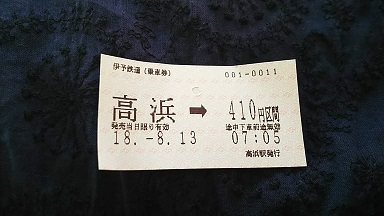 伊予鉄道(乗車券) 001-0011
高浜 ➡ 410円区間
発売当日限り有効 途中下車前途無効
18.-8.13 07:05
高浜駅発行